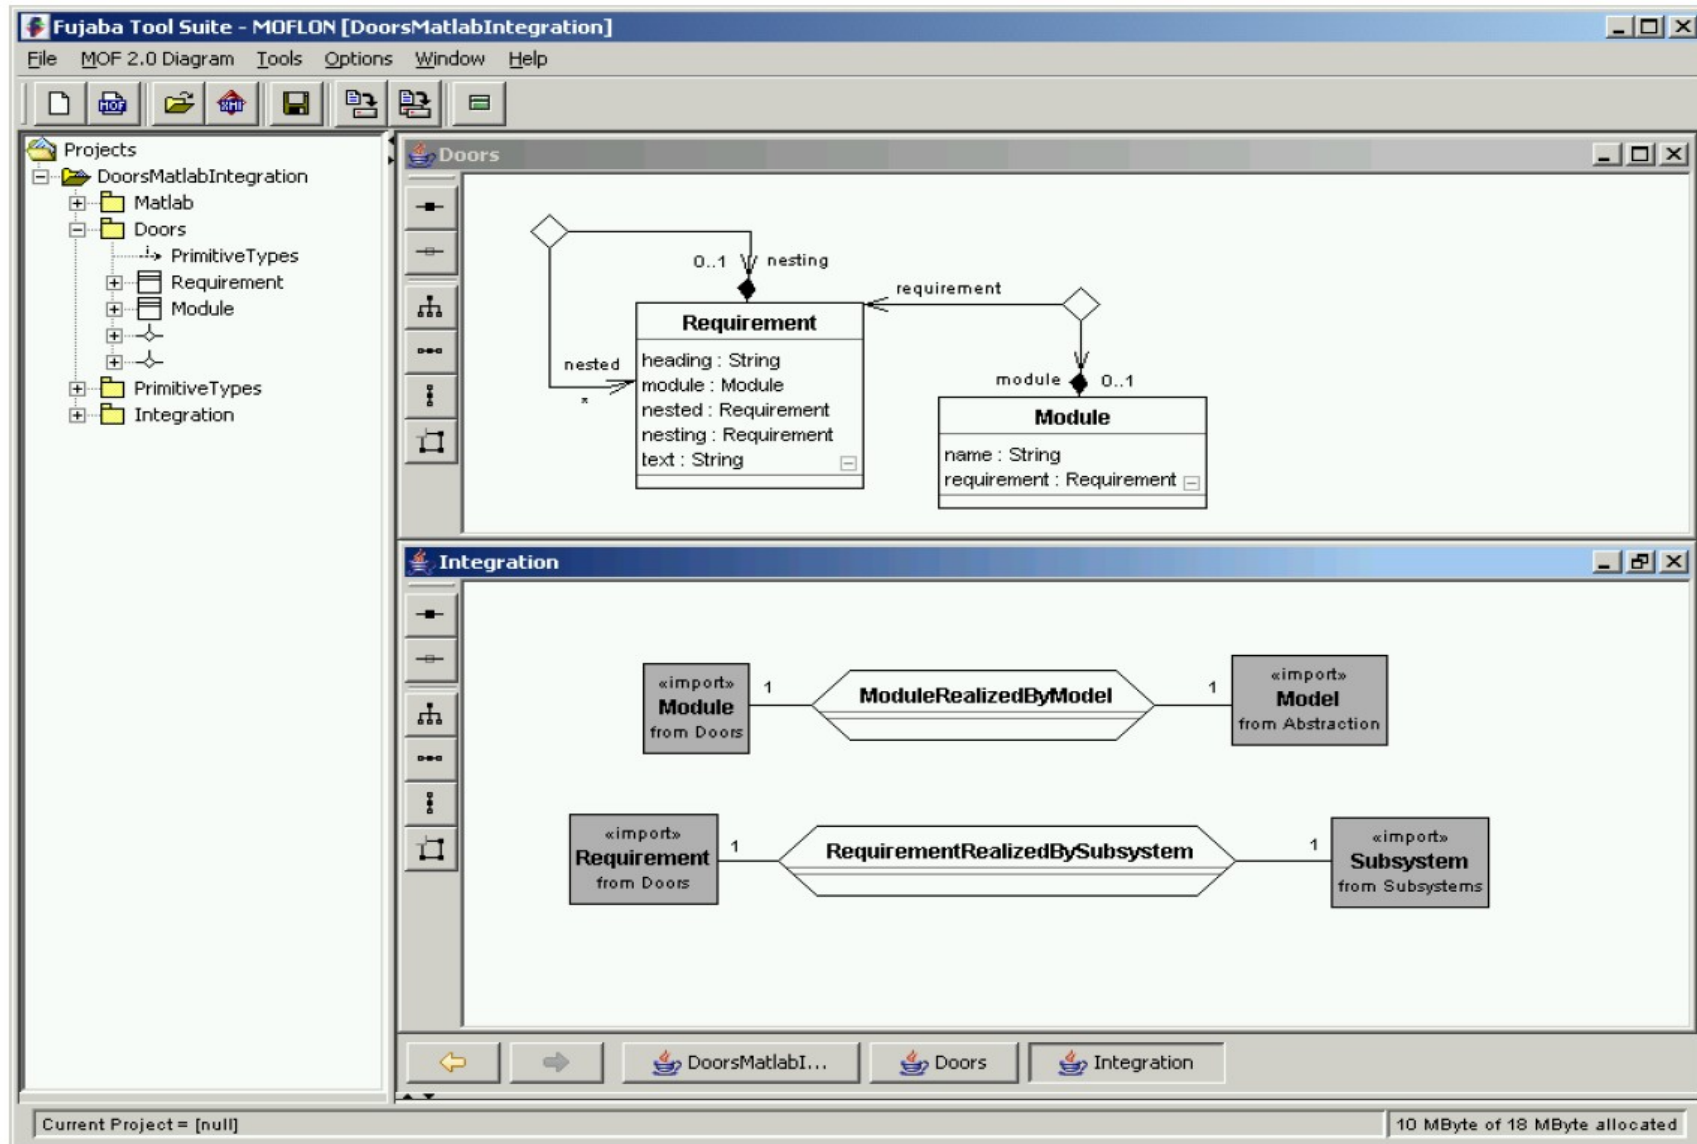 Fujaba Tool Suite - MOFLON [DoorsMatlabIntegration]
File MOF 2.0 Diagram Tools Options Window Help
MOF XMI
Projects
DoorsMatlabIntegration
Matlab
Doors
PrimitiveTypes
Requirement
Module
PrimitiveTypes
Integration
Doors
0..1 nesting
requirement
Requirement
heading : String
module : Module
nested : Requirement
nesting : Requirement
text : String
nested
*
module 0..1
Module
name : String
requirement : Requirement
Integration
«import»
Module
from Doors
1
ModuleRealizedByModel
1
«import»
Model
from Abstraction
«import»
Requirement
from Doors
1
RequirementRealizedBySubsystem
1
«import»
Subsystem
from Subsystems
DoorsMatlabI... Doors Integration
Current Project = [null]
10 MByte of 18 MByte allocated